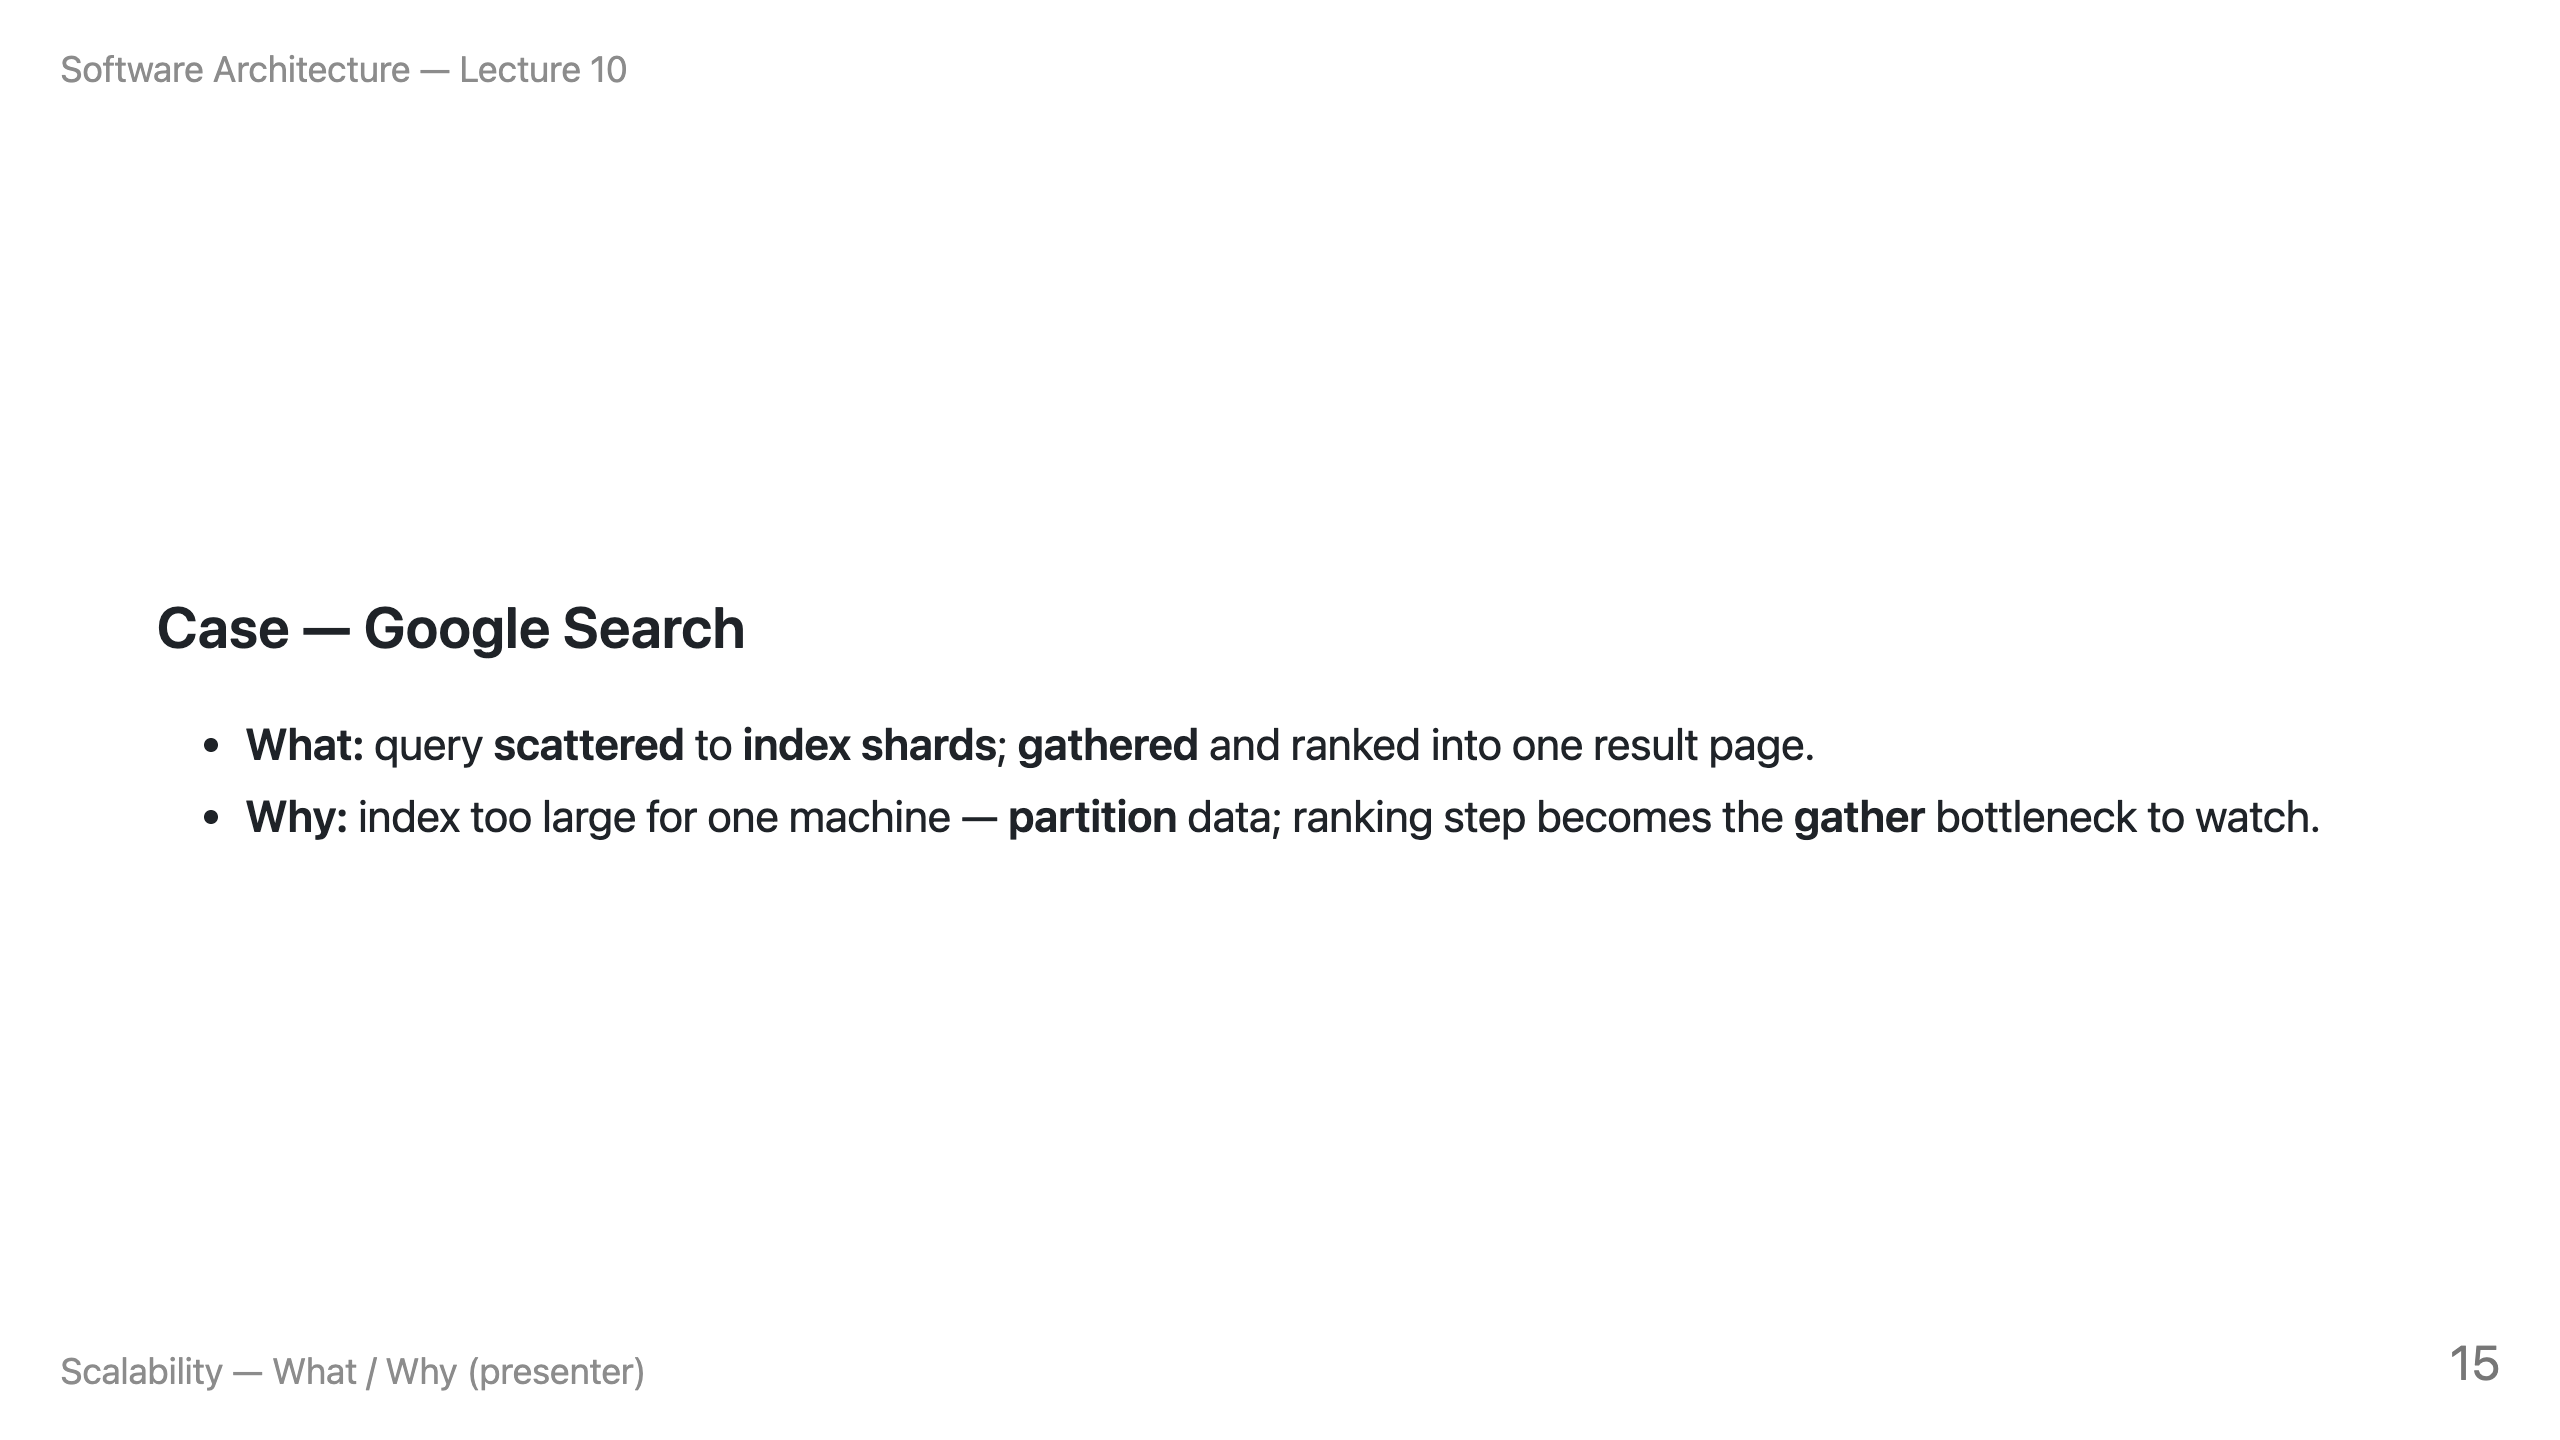 Software Architecture — Lecture 10
Case — Google Search
• What: query scattered to index shards; gathered and ranked into one result page.
• Why: index too large for one machine — partition data; ranking step becomes the gather bottleneck to watch.
Scalability — What / Why (presenter)
15